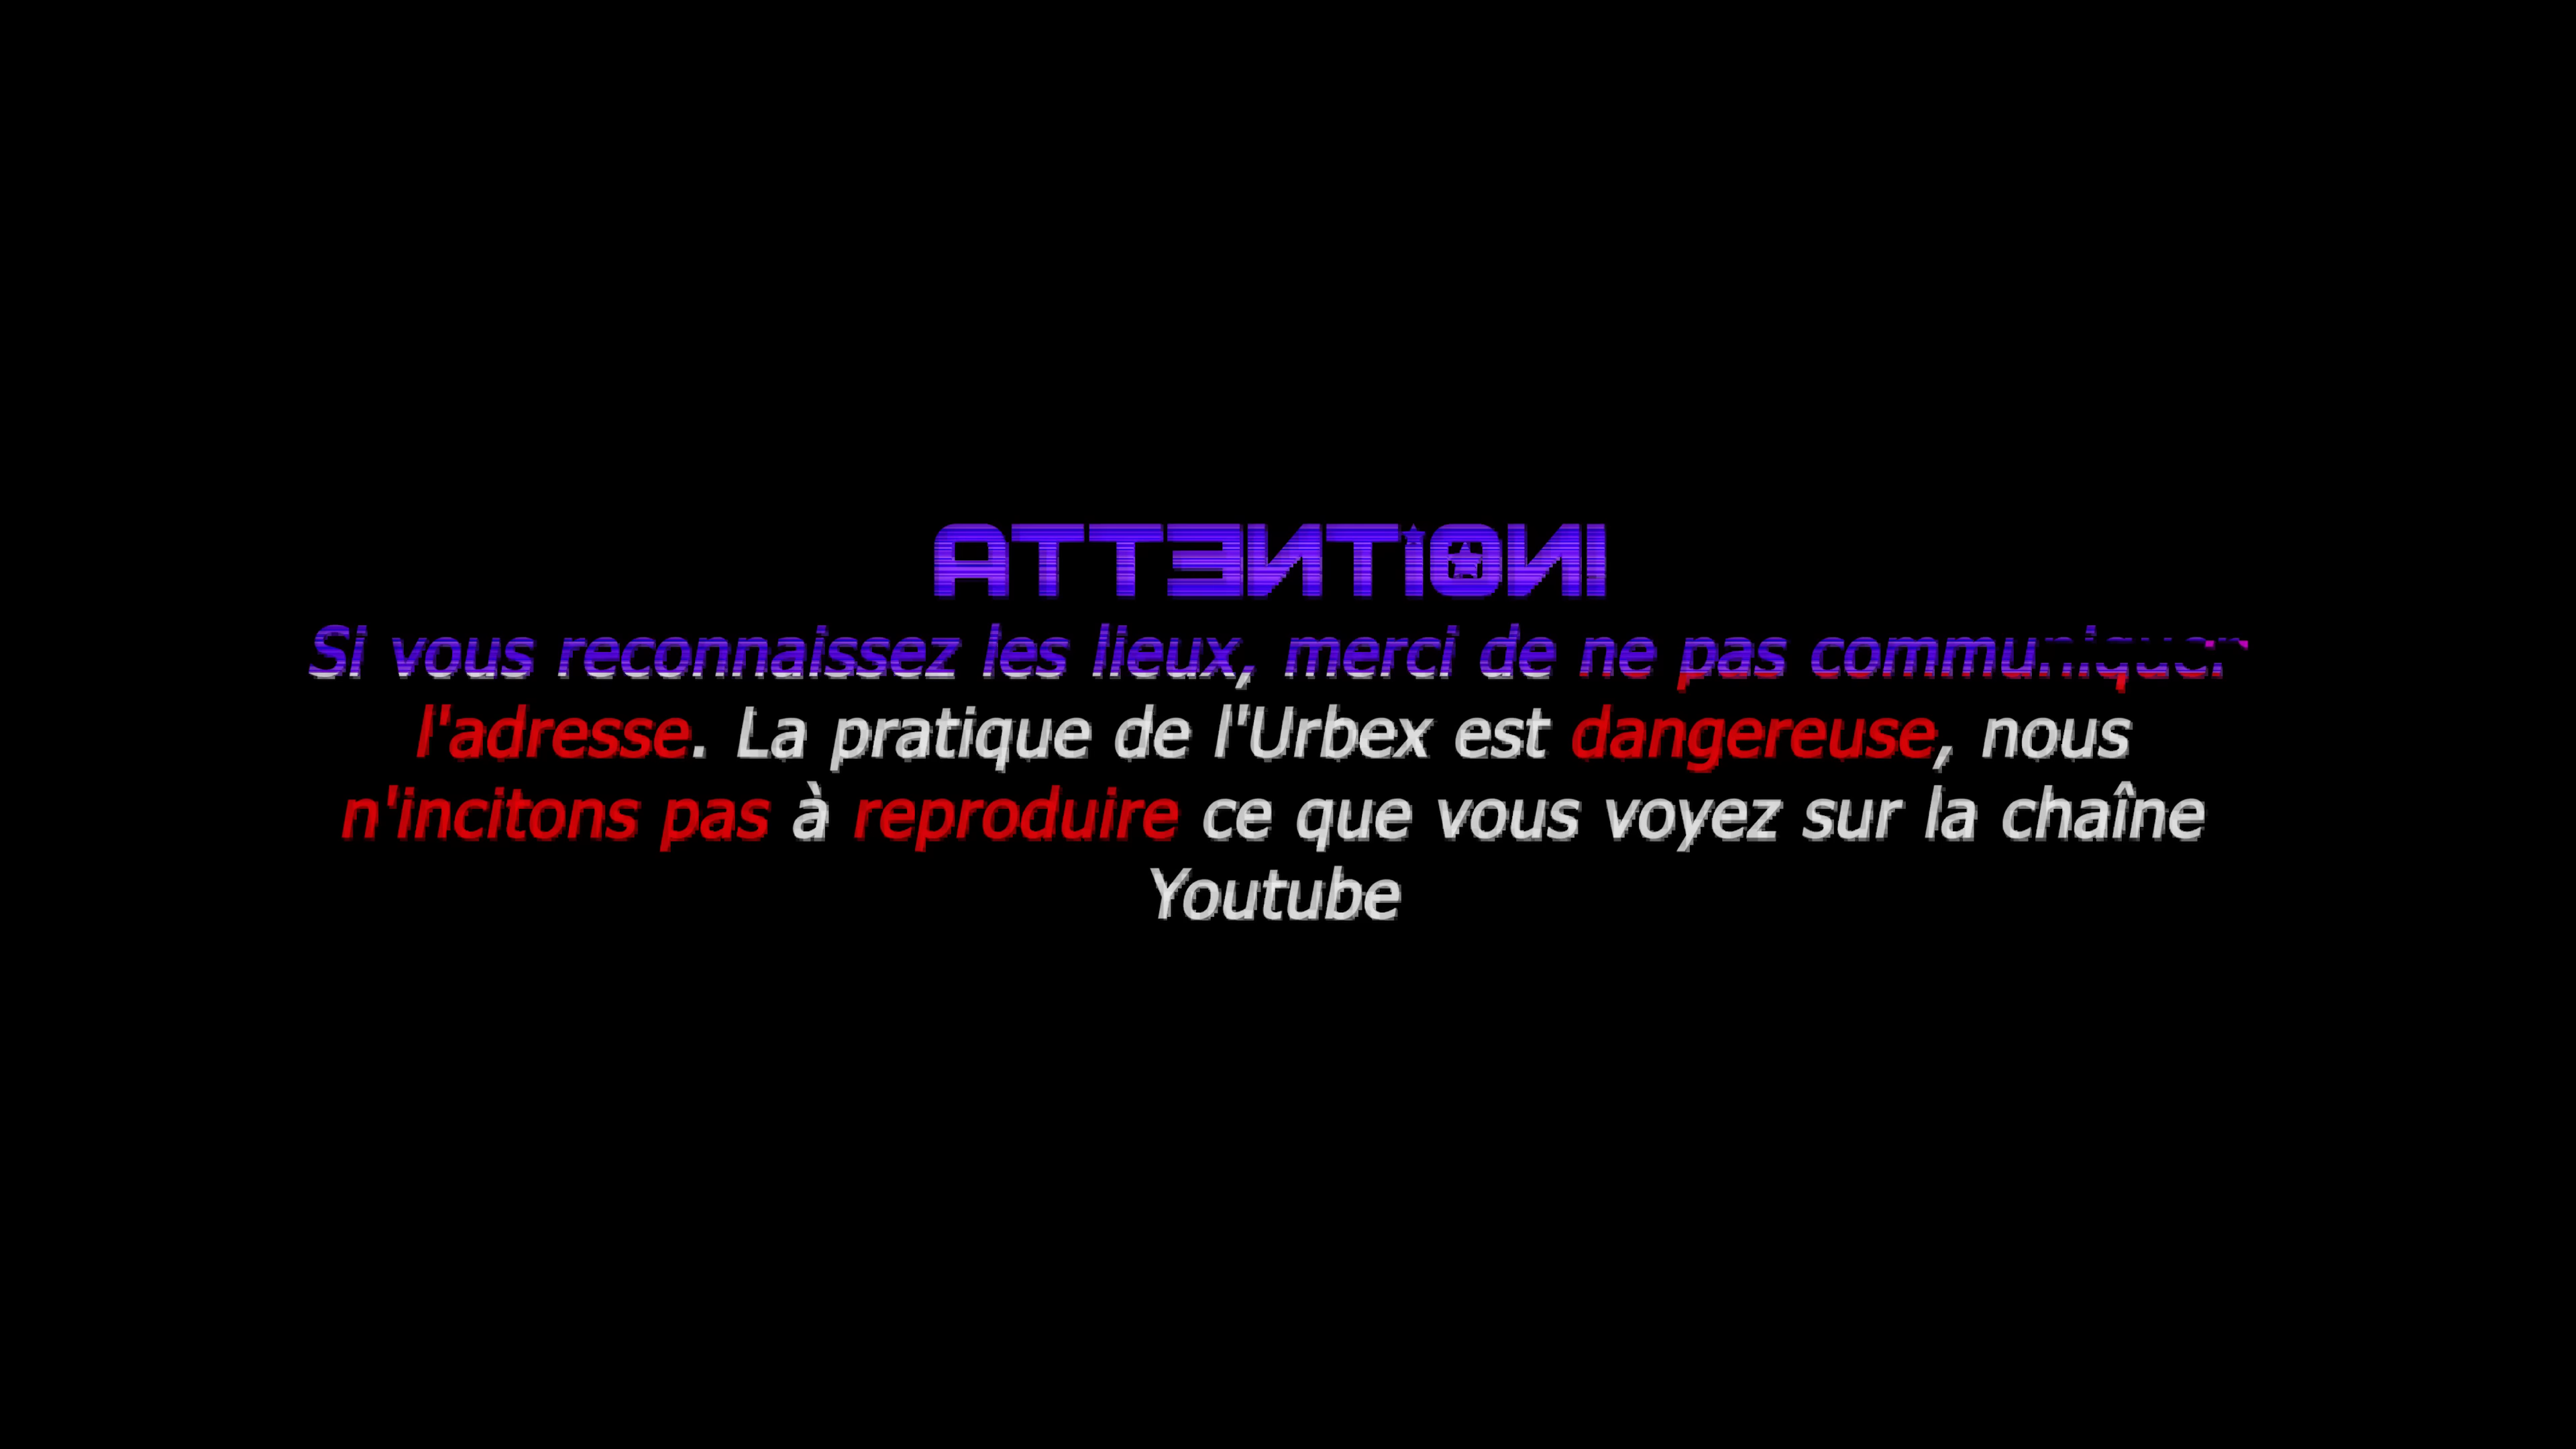 ATTENTION!
Si vous reconnaissez les lieux, merci de ne pas communiquer
l'adresse. La pratique de l'Urbex est dangereuse, nous
n'incitons pas à reproduire ce que vous voyez sur la chaîne
Youtube